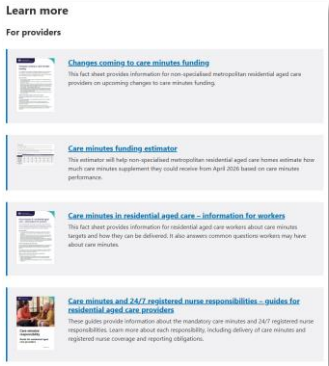 Learn more
For providers
Changes coming to care minutes funding
This fact sheet provides information for non-specialised metropolitan residential aged care
providers on upcoming changes to care minutes funding.
Care minutes funding estimator
This estimator will help non-specialised metropolitan residential aged care homes estimate how
much care minutes supplement they could receive from April 2026 based on care minutes
performance.
Care minutes in residential aged care – information for workers
This fact sheet provides information for residential aged care workers about care minutes
targets and how they can be delivered. It also answers common questions workers may have
about care minutes.
Care minutes and 24/7 registered nurse responsibilities – guides for
residential aged care providers
These guides provide information about the mandatory care minutes and 24/7 registered nurse
responsibilities. Learn more about each responsibility, including delivery of care minutes and
registered nurse coverage and reporting obligations.